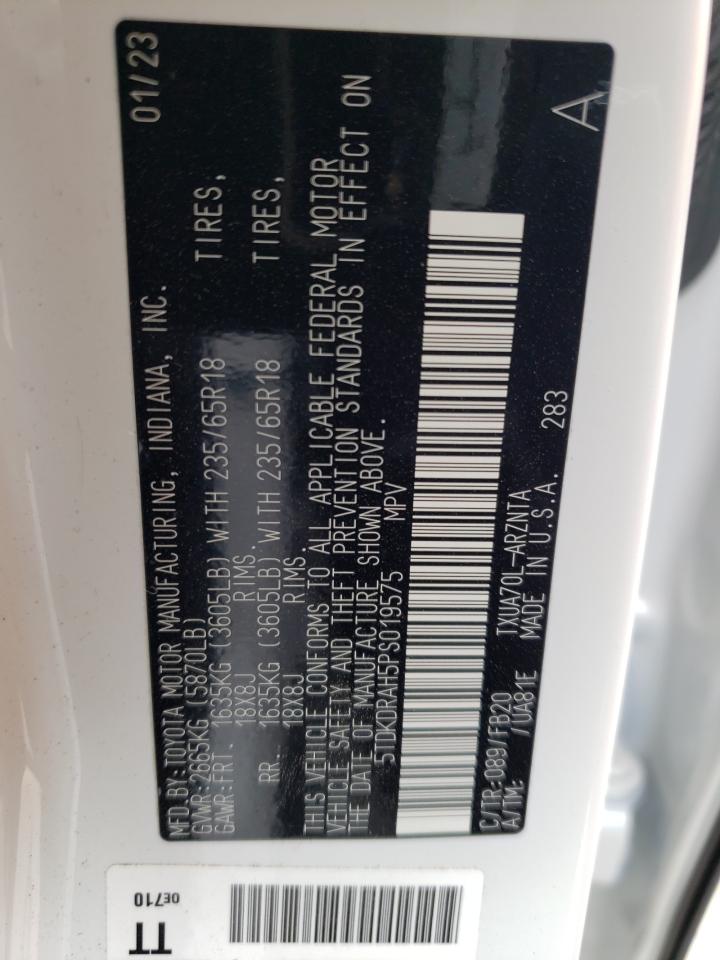 MFD.BY:TOYOTA MOTOR MANUFACTURING, INDIANA, INC. 01/23
GVWR:2665KG (5870LB)
GAWR:FRT. 1635KG (3605LB) WITH 235/65R18 TIRES,
18X8J RIMS.
RR. 1635KG (3605LB) WITH 235/65R18 TIRES,
18X8J RIMS.
THIS VEHICLE CONFORMS TO ALL APPLICABLE FEDERAL MOTOR
VEHICLE SAFETY AND THEFT PREVENTION STANDARDS IN EFFECT ON
THE DATE OF MANUFACTURE SHOWN ABOVE.
5TDKDRAH5PS019575 MPV
C/TR:089/FB20 TXUA70L-ARZNTA
A/TM: /UA81E MADE IN U.S.A. 283
A
TT 0E710